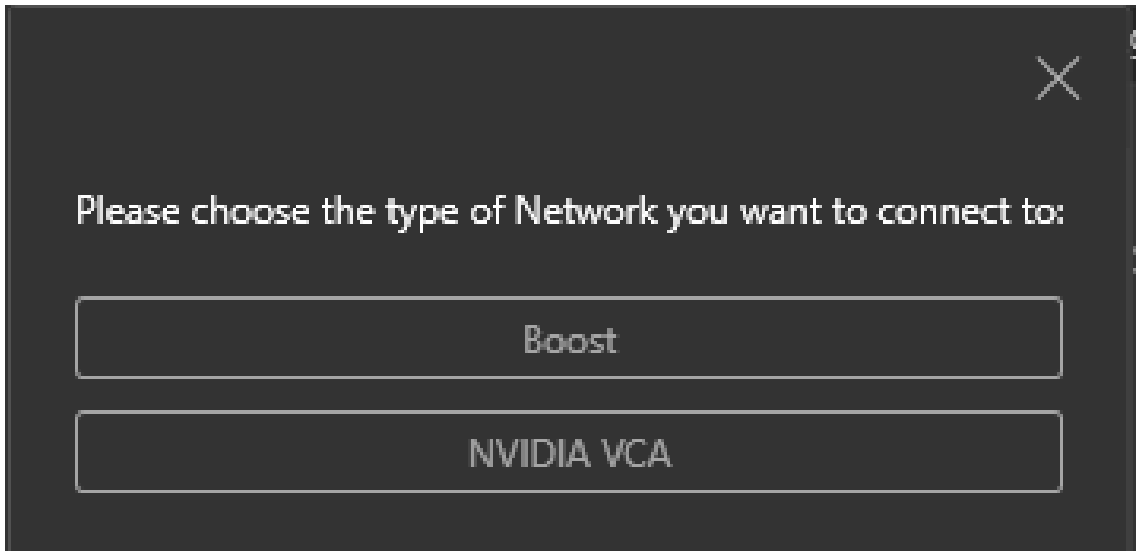 Please choose the type of Network you want to connect to:
Boost
NVIDIA VCA